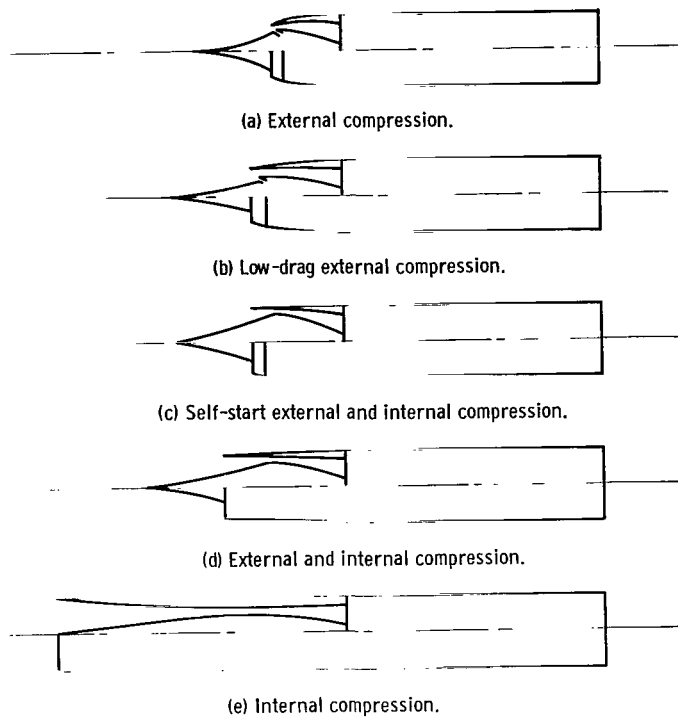 (a) External compression.
(b) Low-drag external compression.
(c) Self-start external and internal compression.
(d) External and internal compression.
(e) Internal compression.